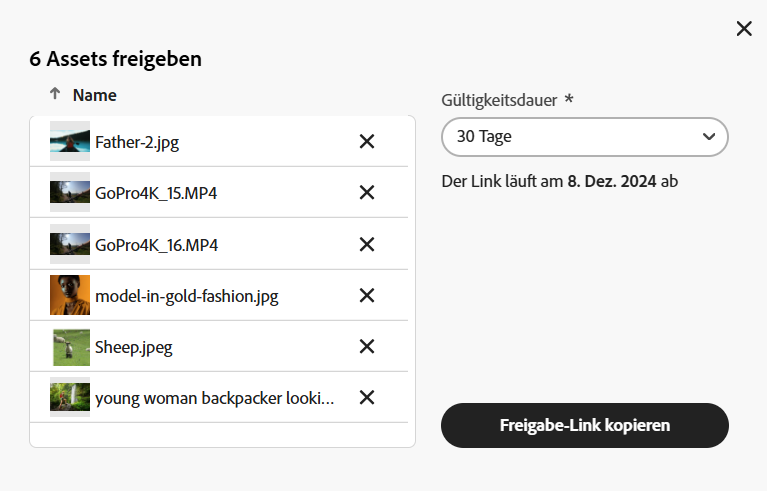 6 Assets freigeben
Name
Father-2.jpg
GoPro4K_15.MP4
GoPro4K_16.MP4
model-in-gold-fashion.jpg
Sheep.jpeg
young woman backpacker looki...
Gültigkeitsdauer *
30 Tage
Der Link läuft am 8. Dez. 2024 ab
Freigabe-Link kopieren